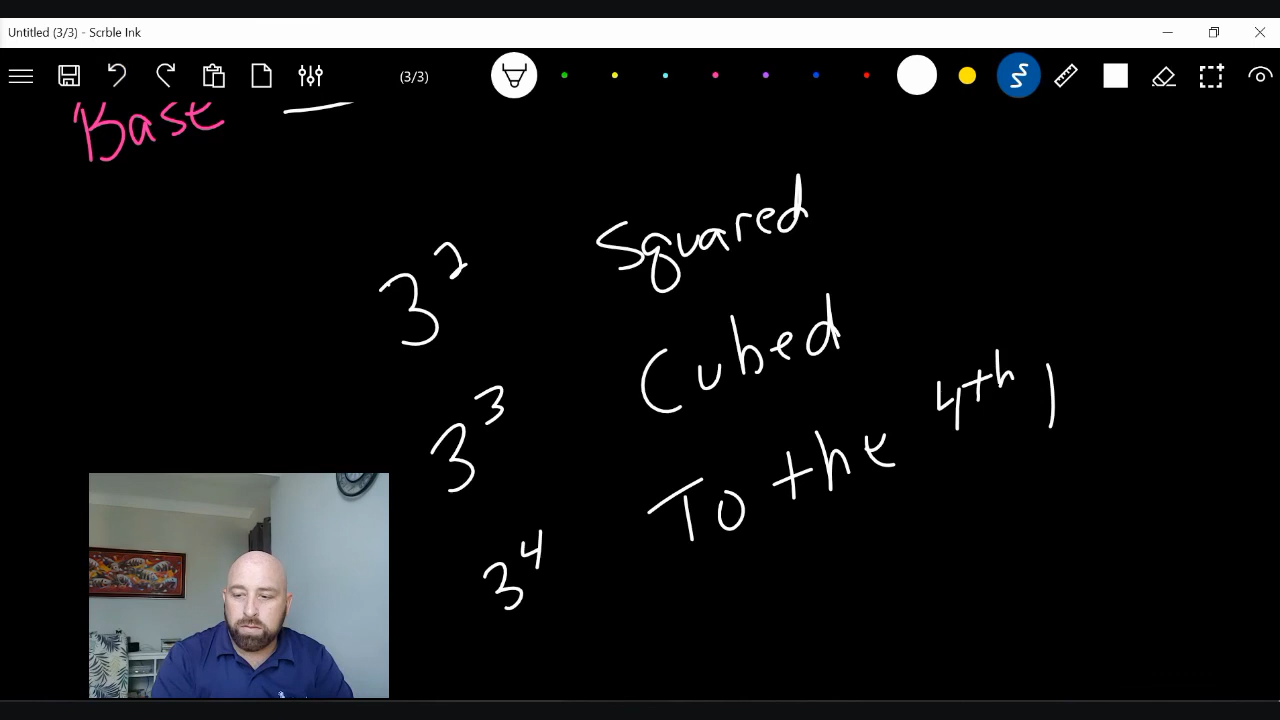 Untitled (3/3) - Scrble Ink
(3/3)
Base
3² Squared
3³ Cubed
3⁴ To the 4th